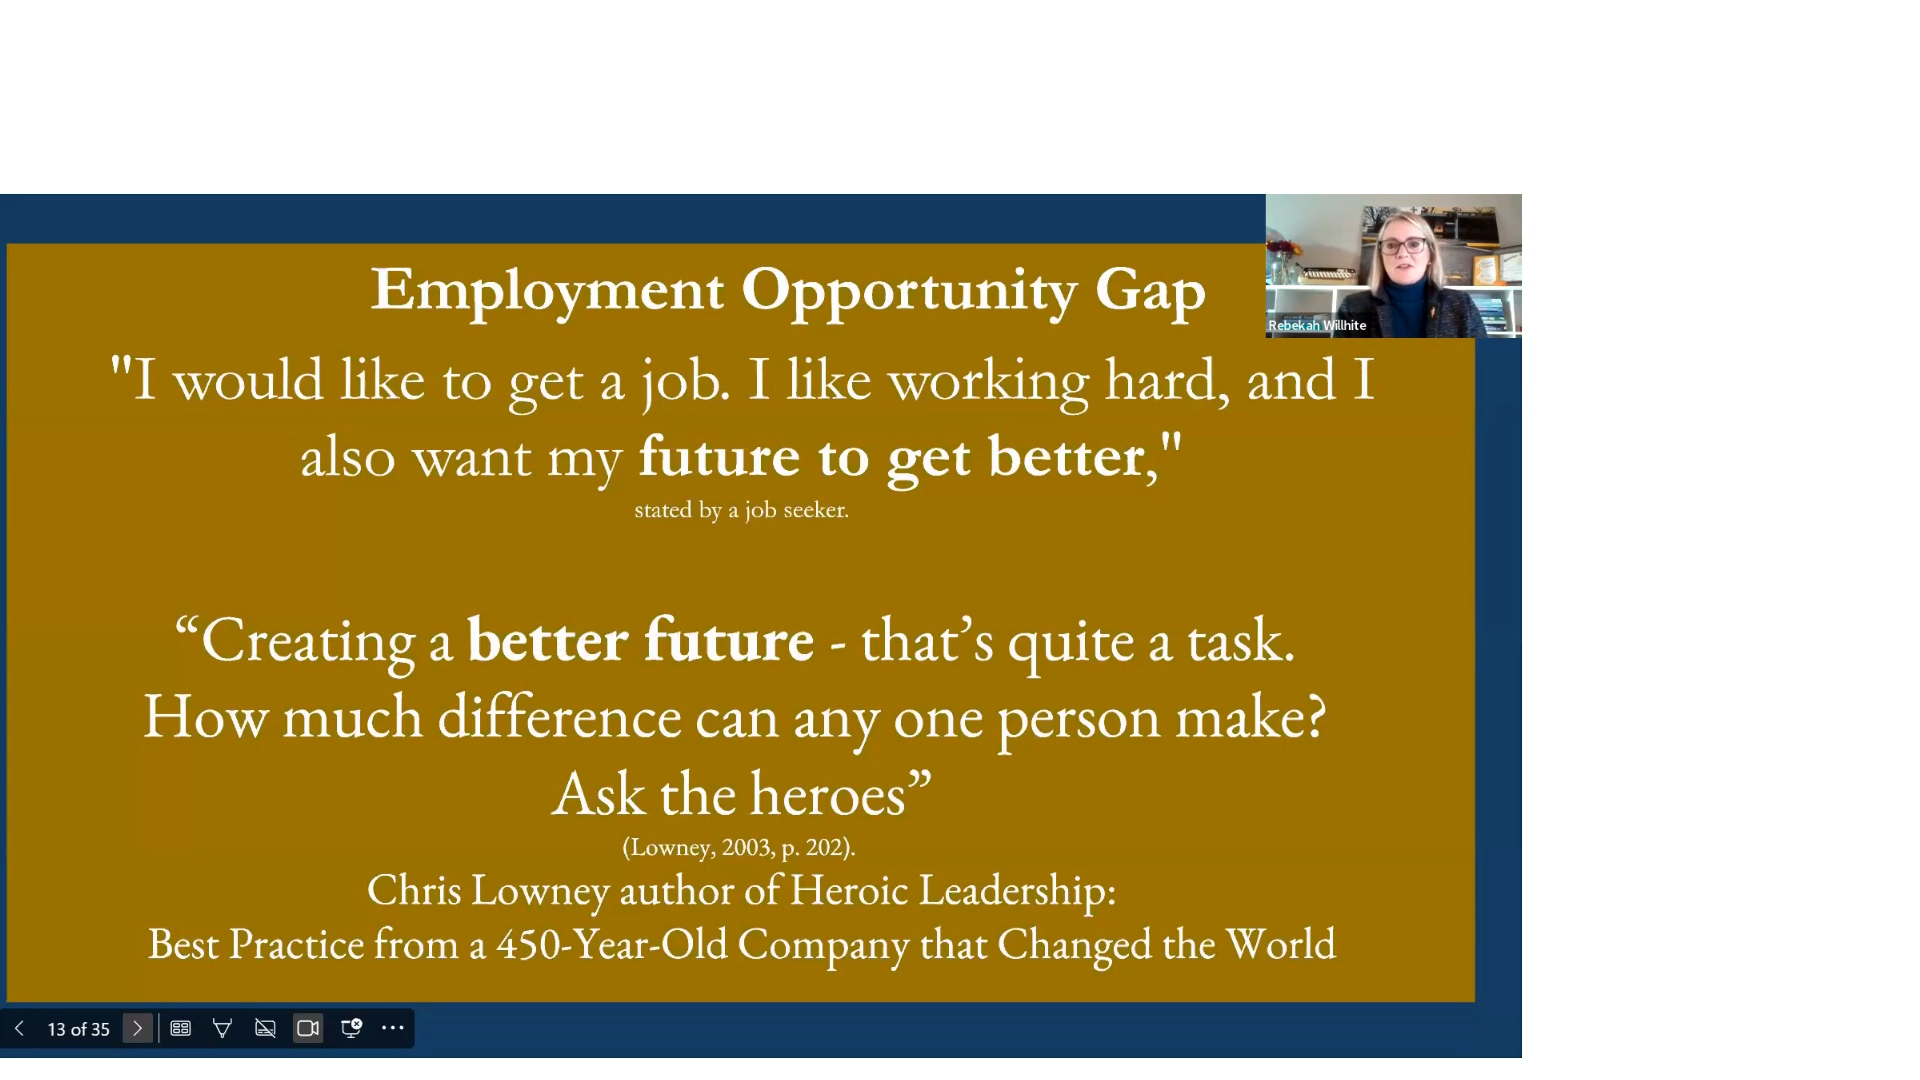 Employment Opportunity Gap
"I would like to get a job. I like working hard, and I
also want my future to get better,"
stated by a job seeker.
“Creating a better future - that’s quite a task.
How much difference can any one person make?
Ask the heroes”
(Lowney, 2003, p. 202).
Chris Lowney author of Heroic Leadership:
Best Practice from a 450-Year-Old Company that Changed the World
Rebekah Willhite
13 of 35